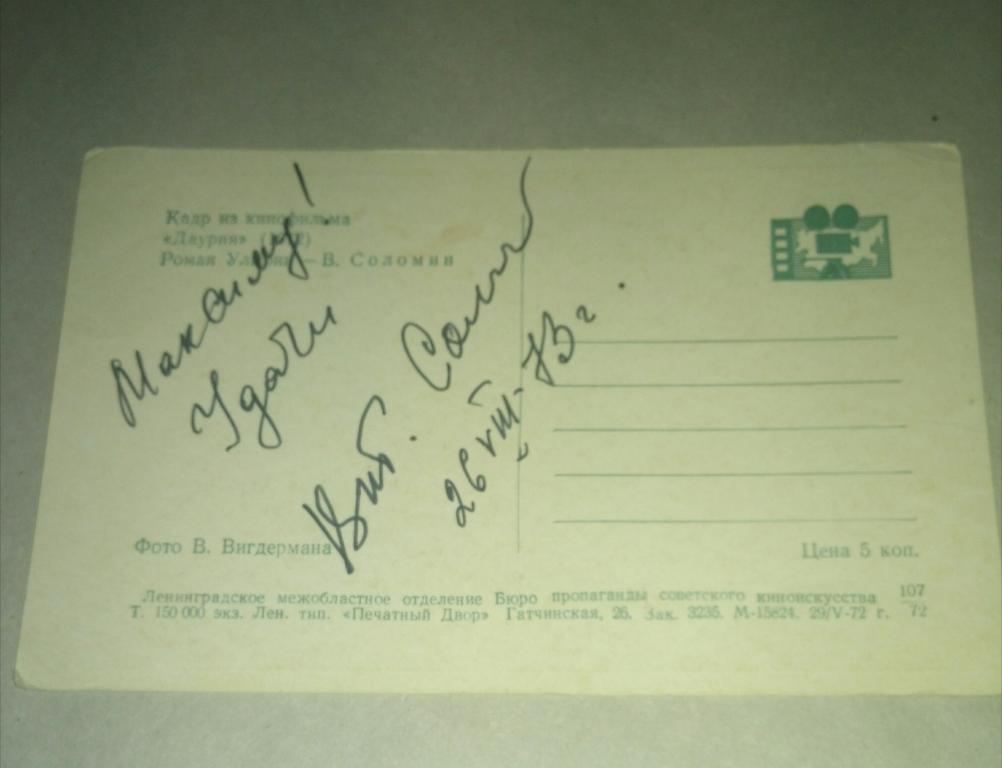 Кадр из кинофильма
«Даурия»
Роман Улыбин — В. Соломин
Максиму!
Удачи
Вит. Солом
26 VIII-73 г.
Фото В. Вигдермана
Цена 5 коп.
Ленинградское межобластное отделение Бюро пропаганды советского киноискусства 107
Т. 150 000 экз. Лен. тип. «Печатный Двор» Гатчинская, 26. Зак. 3235. М-15824. 29/V-72 г. 72